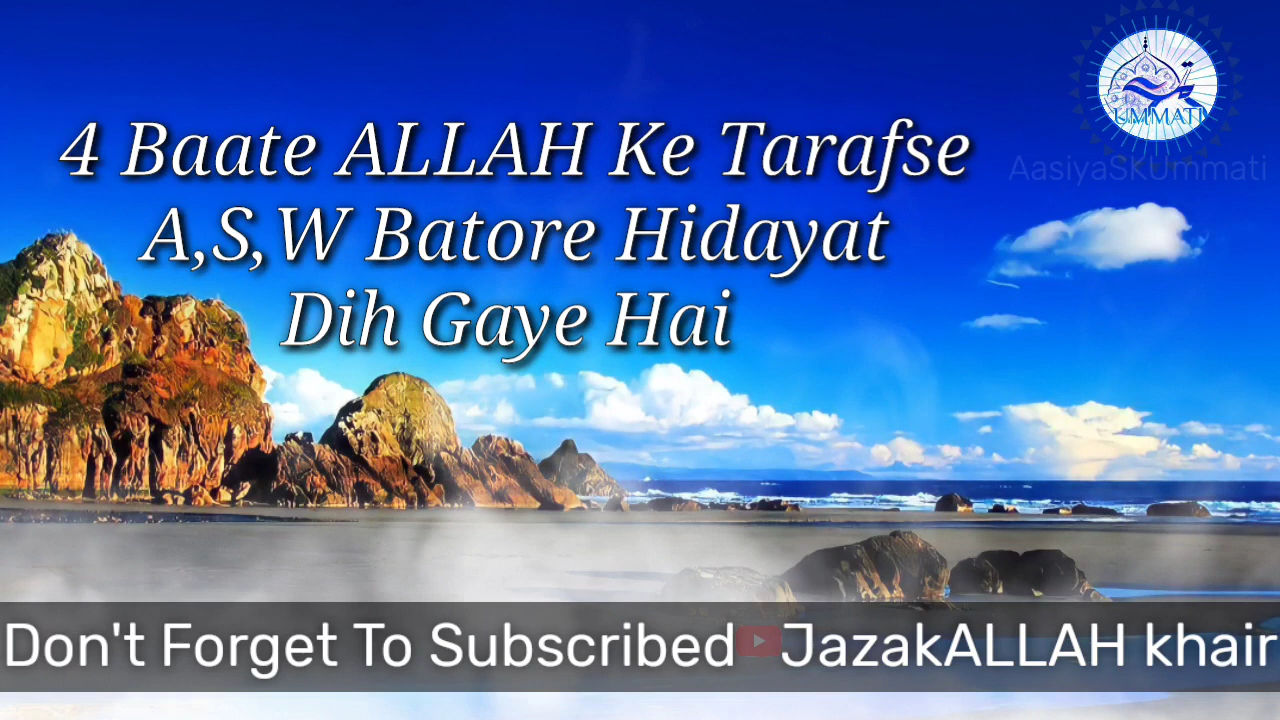 UMMATI
AasiyaSKUmmati
4 Baate ALLAH Ke Tarafse
A,S,W Batore Hidayat
Dih Gaye Hai
Don't Forget To Subscribed JazakALLAH khair